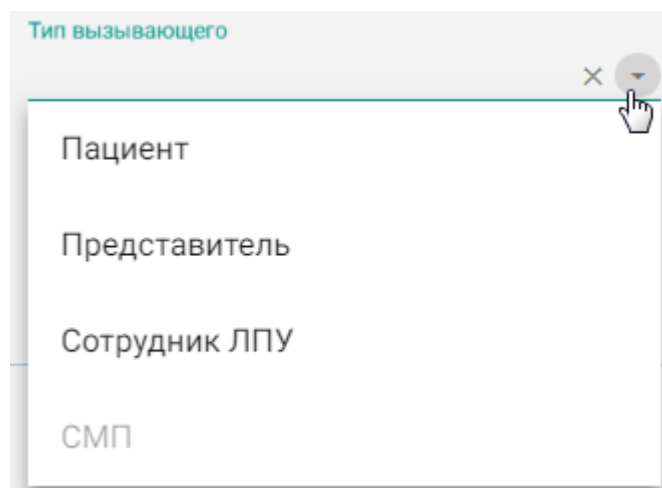 Тип вызывающего
Пациент
Представитель
Сотрудник ЛПУ
СМП